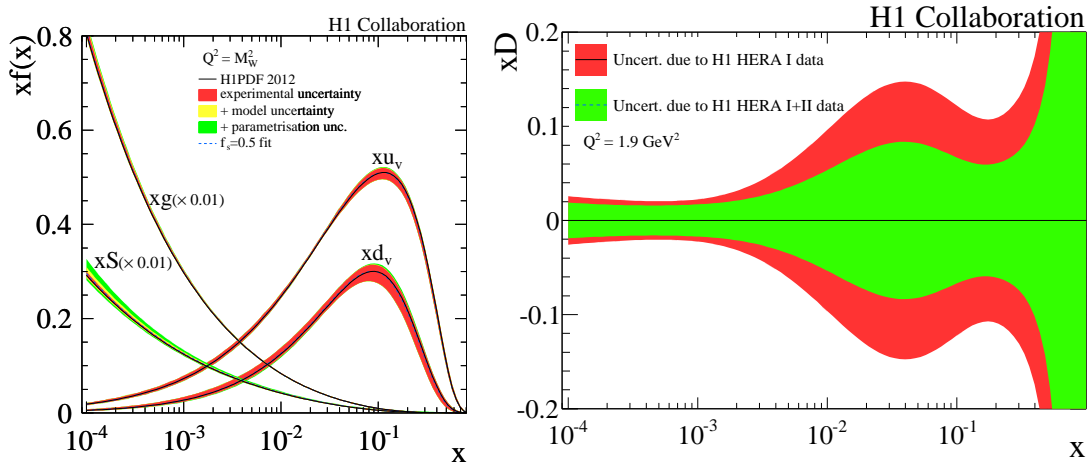 H1 Collaboration
xf(x)
0.8
0.6
0.4
0.2
0
Q² = M²_W
H1PDF 2012
experimental uncertainty
+ model uncertainty
+ parametrisation unc.
f_s=0.5 fit
xu_v
xg(× 0.01)
xS(× 0.01)
xd_v
10⁻⁴ 10⁻³ 10⁻² 10⁻¹ x
H1 Collaboration
xD
0.2
0.1
0
-0.1
-0.2
Uncert. due to H1 HERA I data
Uncert. due to H1 HERA I+II data
Q² = 1.9 GeV²
10⁻⁴ 10⁻³ 10⁻² 10⁻¹ x